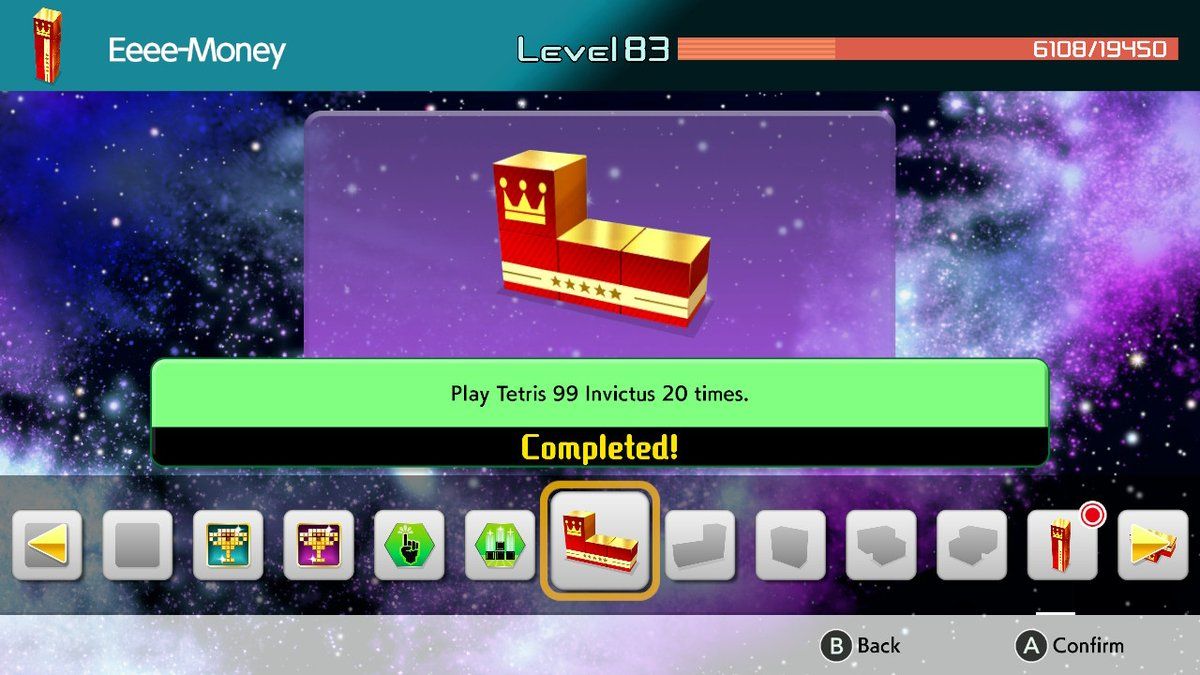 Eeee-Money
Level 83
6108/19450
Play Tetris 99 Invictus 20 times.
Completed!
B Back
A Confirm